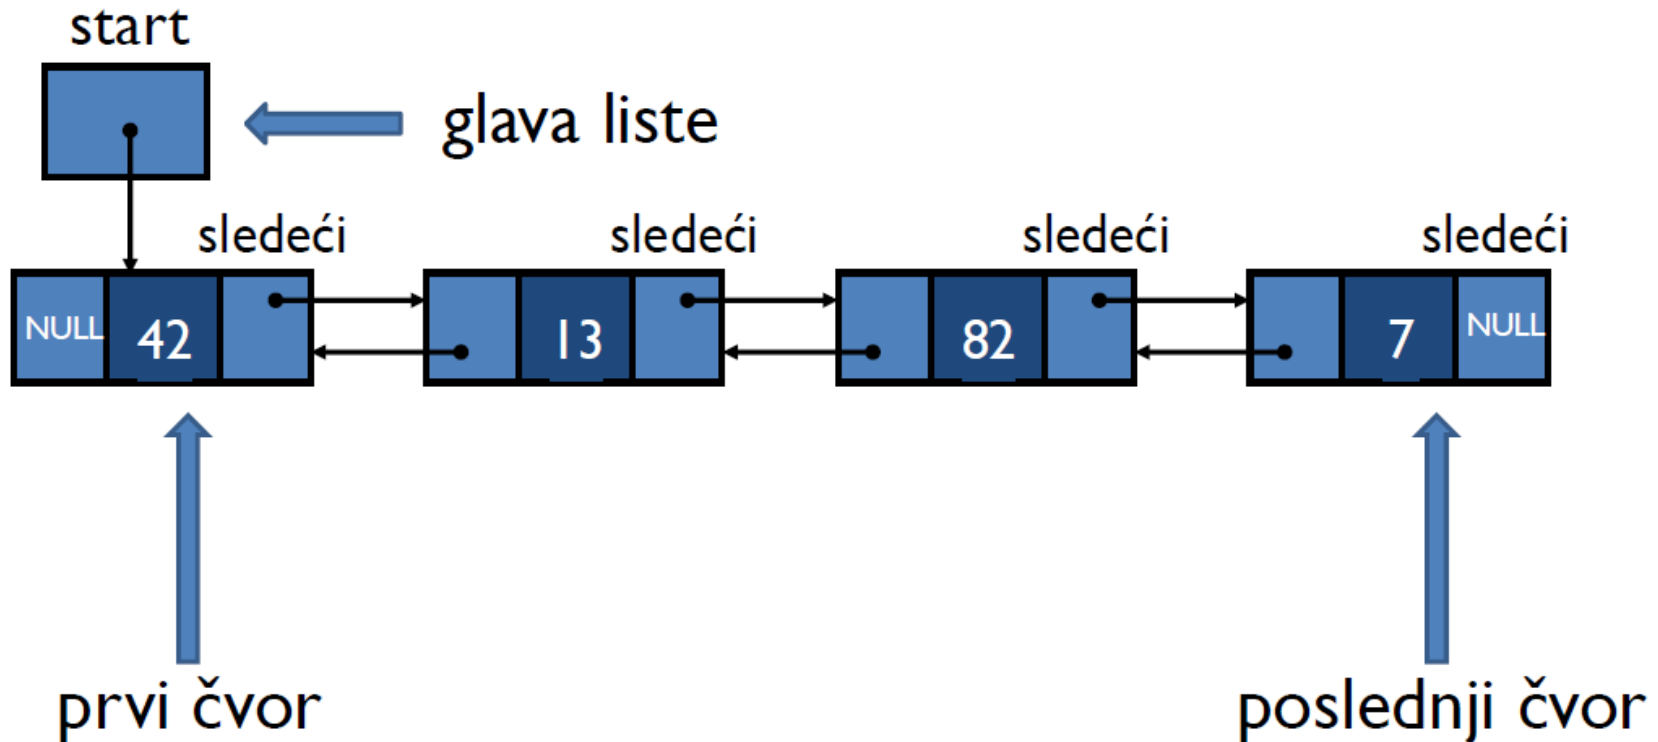 start
glava liste
sledeći sledeći sledeći sledeći
NULL 42 13 82 7 NULL
prvi čvor poslednji čvor